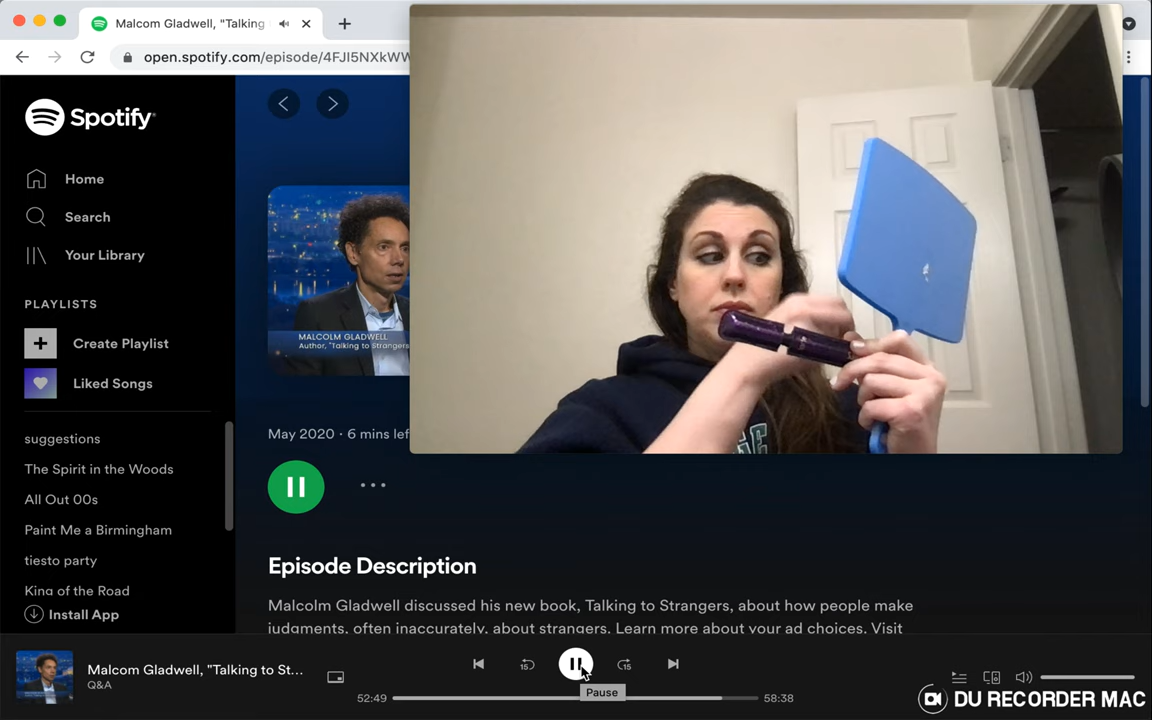 Malcom Gladwell, "Talking
open.spotify.com/episode/4FJI5NXkWW
Spotify
Home
Search
Your Library
PLAYLISTS
Create Playlist
Liked Songs
suggestions
The Spirit in the Woods
All Out 00s
Paint Me a Birmingham
tiesto party
King of the Road
Install App
MALCOLM GLADWELL
Author, "Talking to Strangers
May 2020 · 6 mins left
Episode Description
Malcolm Gladwell discussed his new book, Talking to Strangers, about how people make
judgments, often inaccurately, about strangers. Learn more about your ad choices. Visit
Malcom Gladwell, "Talking to St...
Q&A
15
15
Pause
52:49
58:38
DU RECORDER MAC